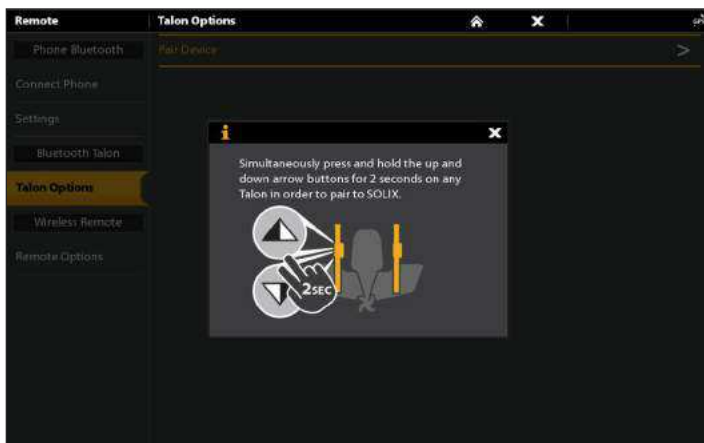 Remote
Talon Options
Phone Bluetooth
Pair Device
Connect Phone
Settings
Bluetooth Talon
Talon Options
Wireless Remote
Remote Options
Simultaneously press and hold the up and
down arrow buttons for 2 seconds on any
Talon in order to pair to SOLIX.
2SEC